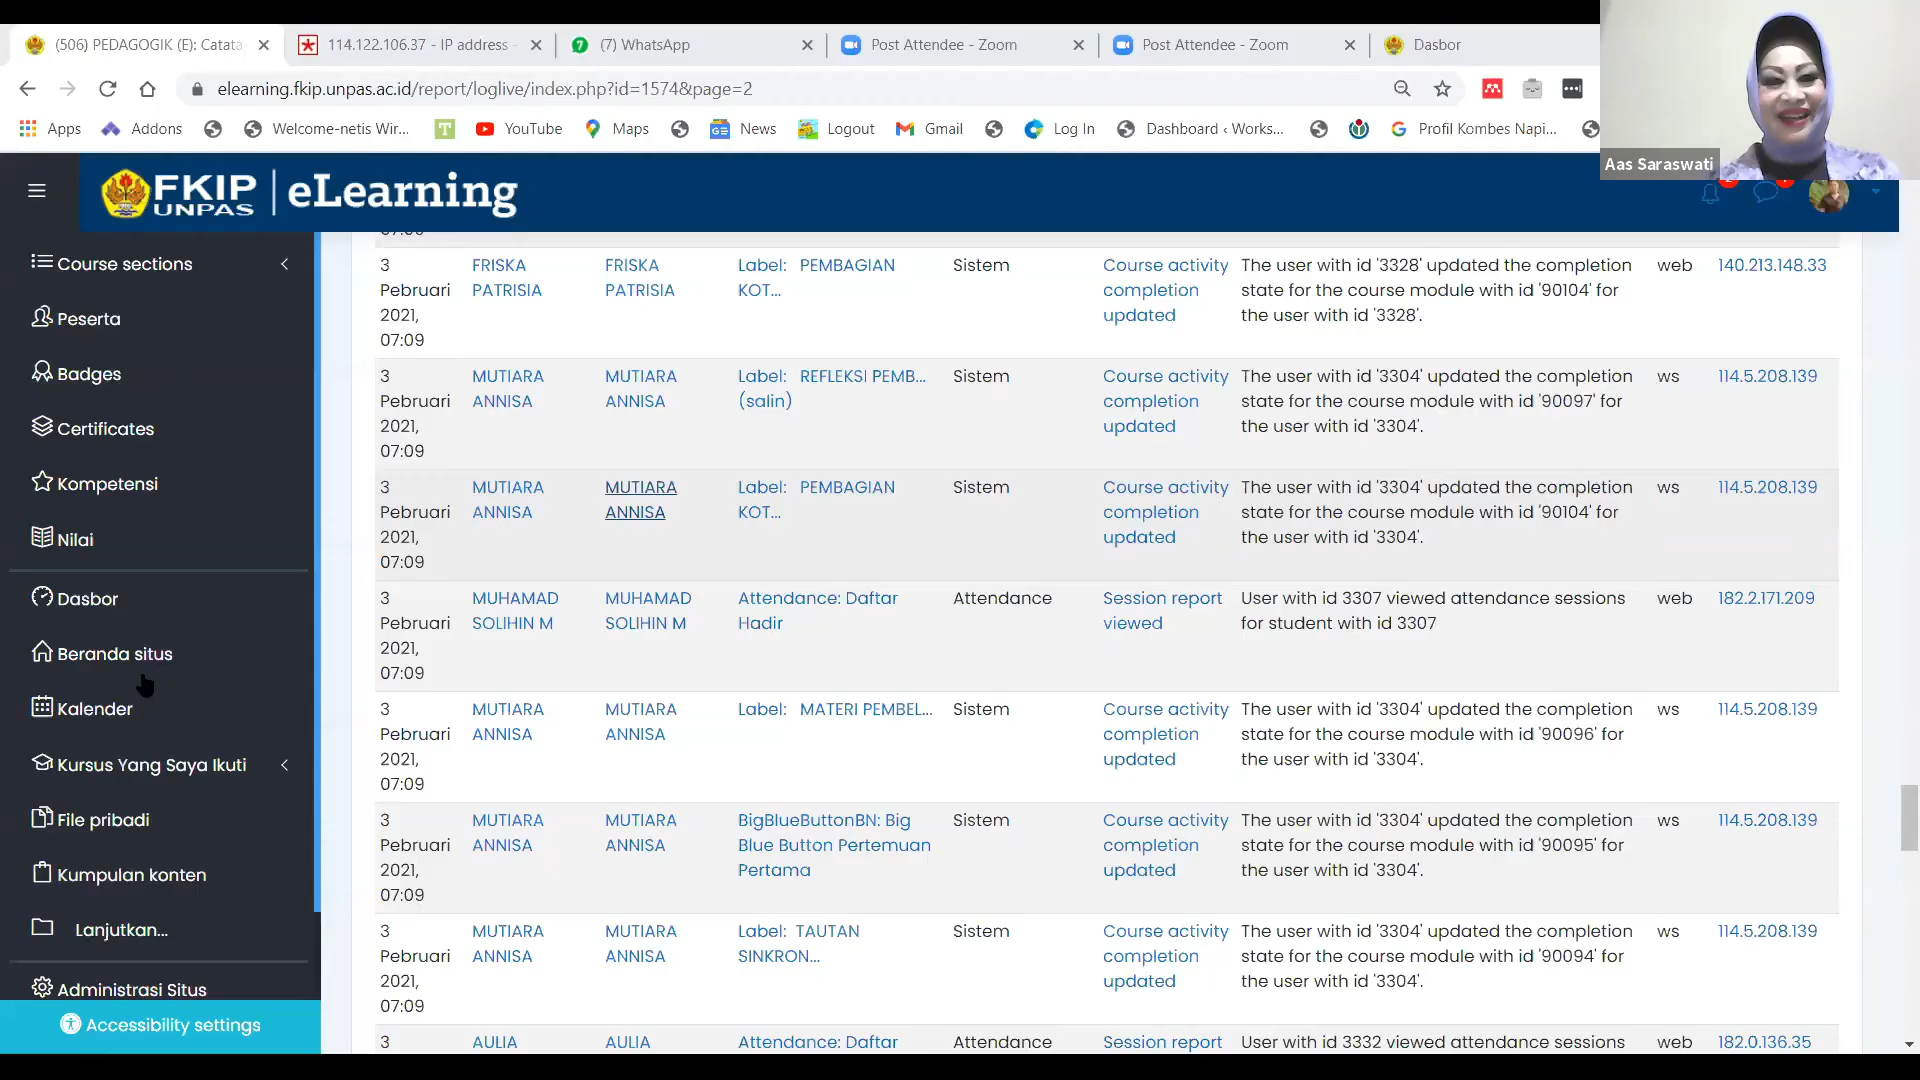 (506) PEDAGOGIK (E): Catata
114.122.106.37 - IP address
(7) WhatsApp
Post Attendee - Zoom
Post Attendee - Zoom
Dasbor
elearning.fkip.unpas.ac.id/report/loglive/index.php?id=1574&page=2
Apps
Addons
Welcome-netis Wir...
YouTube
Maps
News
Logout
Gmail
Log In
Dashboard ‹ Works...
Profil Kombes Napi...
Aas Saraswati
FKIP UNPAS | eLearning
Course sections
Peserta
Badges
Certificates
Kompetensi
Nilai
Dasbor
Beranda situs
Kalender
Kursus Yang Saya Ikuti
File pribadi
Kumpulan konten
Lanjutkan...
Administrasi Situs
Accessibility settings
3 FRISKA FRISKA Label: PEMBAGIAN Sistem Course activity The user with id '3328' updated the completion web 140.213.148.33
Pebruari PATRISIA PATRISIA KOT... completion state for the course module with id '90104' for
2021, updated the user with id '3328'.
07:09
3 MUTIARA MUTIARA Label: REFLEKSI PEMB... Sistem Course activity The user with id '3304' updated the completion ws 114.5.208.139
Pebruari ANNISA ANNISA (salin) completion state for the course module with id '90097' for
2021, updated the user with id '3304'.
07:09
3 MUTIARA MUTIARA Label: PEMBAGIAN Sistem Course activity The user with id '3304' updated the completion ws 114.5.208.139
Pebruari ANNISA ANNISA KOT... completion state for the course module with id '90104' for
2021, updated the user with id '3304'.
07:09
3 MUHAMAD MUHAMAD Attendance: Daftar Attendance Session report User with id 3307 viewed attendance sessions web 182.2.171.209
Pebruari SOLIHIN M SOLIHIN M Hadir viewed for student with id 3307
2021,
07:09
3 MUTIARA MUTIARA Label: MATERI PEMBEL... Sistem Course activity The user with id '3304' updated the completion ws 114.5.208.139
Pebruari ANNISA ANNISA completion state for the course module with id '90096' for
2021, updated the user with id '3304'.
07:09
3 MUTIARA MUTIARA BigBlueButtonBN: Big Sistem Course activity The user with id '3304' updated the completion ws 114.5.208.139
Pebruari ANNISA ANNISA Blue Button Pertemuan completion state for the course module with id '90095' for
2021, Pertama updated the user with id '3304'.
07:09
3 MUTIARA MUTIARA Label: TAUTAN Sistem Course activity The user with id '3304' updated the completion ws 114.5.208.139
Pebruari ANNISA ANNISA SINKRON... completion state for the course module with id '90094' for
2021, updated the user with id '3304'.
07:09
3 AULIA AULIA Attendance: Daftar Attendance Session report User with id 3332 viewed attendance sessions web 182.0.136.35